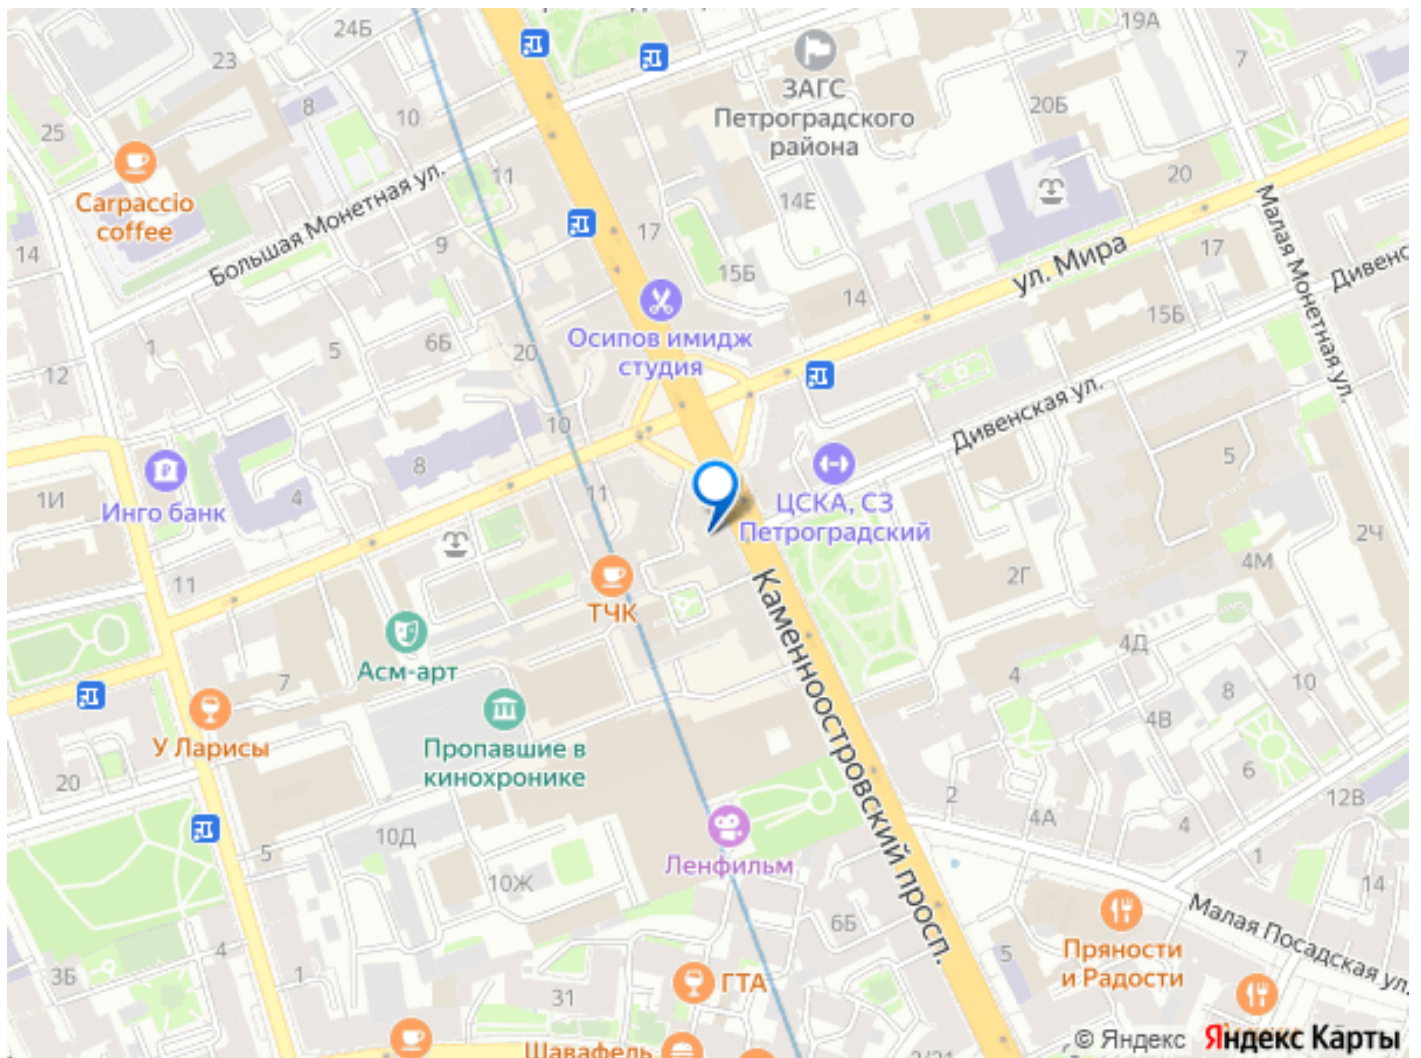 24Б
19А
23
7
ЗАГС
Петроградского
района
8
10
20Б
25
Carpaccio
coffee
Большая Монетная ул.
11
14Е
20
Малая Монетная ул.
14
9
17
15Б
ул. Мира
17
Дивенс
14
15Б
Осипов имидж
студия
1
5
6Б
20
12
10
Дивенская ул.
8
5
1И
Инго банк
4
11
ЦСКА, СЗ
Петроградский
2Ч
11
4М
2Г
ТЧК
Каменноостровский просп.
Асм-арт
4Д
7
4
8
10
У Ларисы
Пропавшие в
кинохронике
4В
20
6
2
12В
4А
4
5
10Д
Ленфильм
1
10Ж
14
6Б
Малая Посадская ул.
4
5
Пряности
и Радости
3Б
1
31
ГТА
Шавафель
© Яндекс
Яндекс Карты